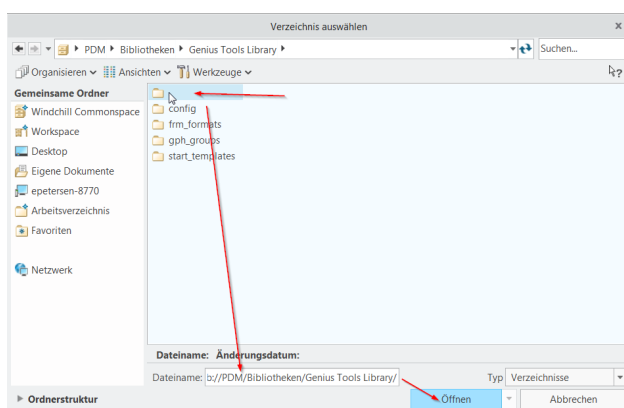 Verzeichnis auswählen
PDM Bibliotheken Genius Tools Library
Suchen...
Organisieren Ansichten Werkzeuge
Gemeinsame Ordner
Windchill Commonspace
Workspace
Desktop
Eigene Dokumente
epetersen-8770
Arbeitsverzeichnis
Favoriten
Netzwerk
.
config
frm_formats
gph_groups
start_templates
Dateiname: Änderungsdatum:
Dateiname: b://PDM/Bibliotheken/Genius Tools Library/ Typ Verzeichnisse
Ordnerstruktur Öffnen Abbrechen